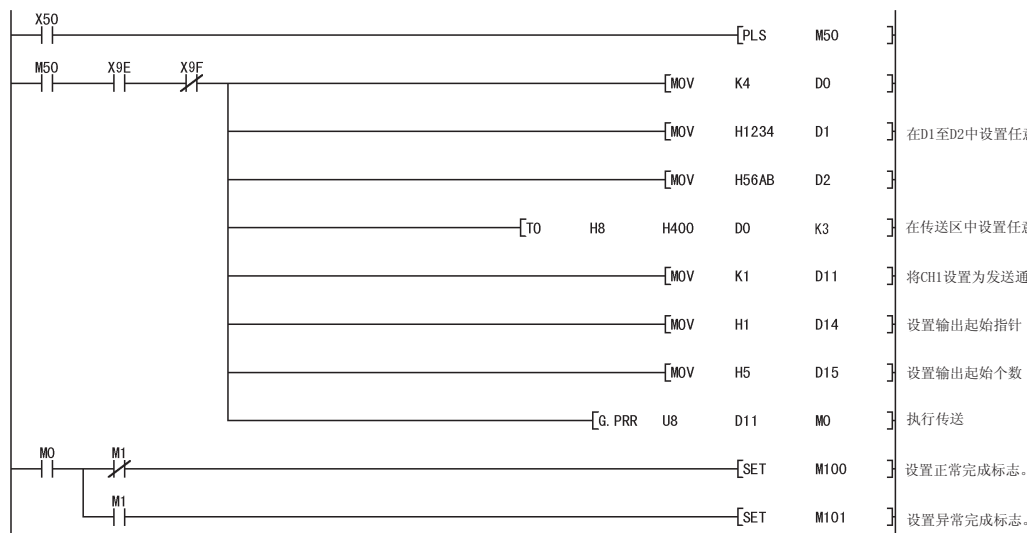 X50
[PLS M50 ]
M50 X9E X9F
[MOV K4 D0 ]
[MOV H1234 D1 ] 在D1至D2中设置任意
[MOV H56AB D2 ]
[TO H8 H400 D0 K3 ] 在传送区中设置任意
[MOV K1 D11 ] 将CH1设置为发送通
[MOV H1 D14 ] 设置输出起始指针
[MOV H5 D15 ] 设置输出起始个数
[G.PRR U8 D11 M0 ] 执行传送
M0 M1
[SET M100 ] 设置正常完成标志。
M1
[SET M101 ] 设置异常完成标志。